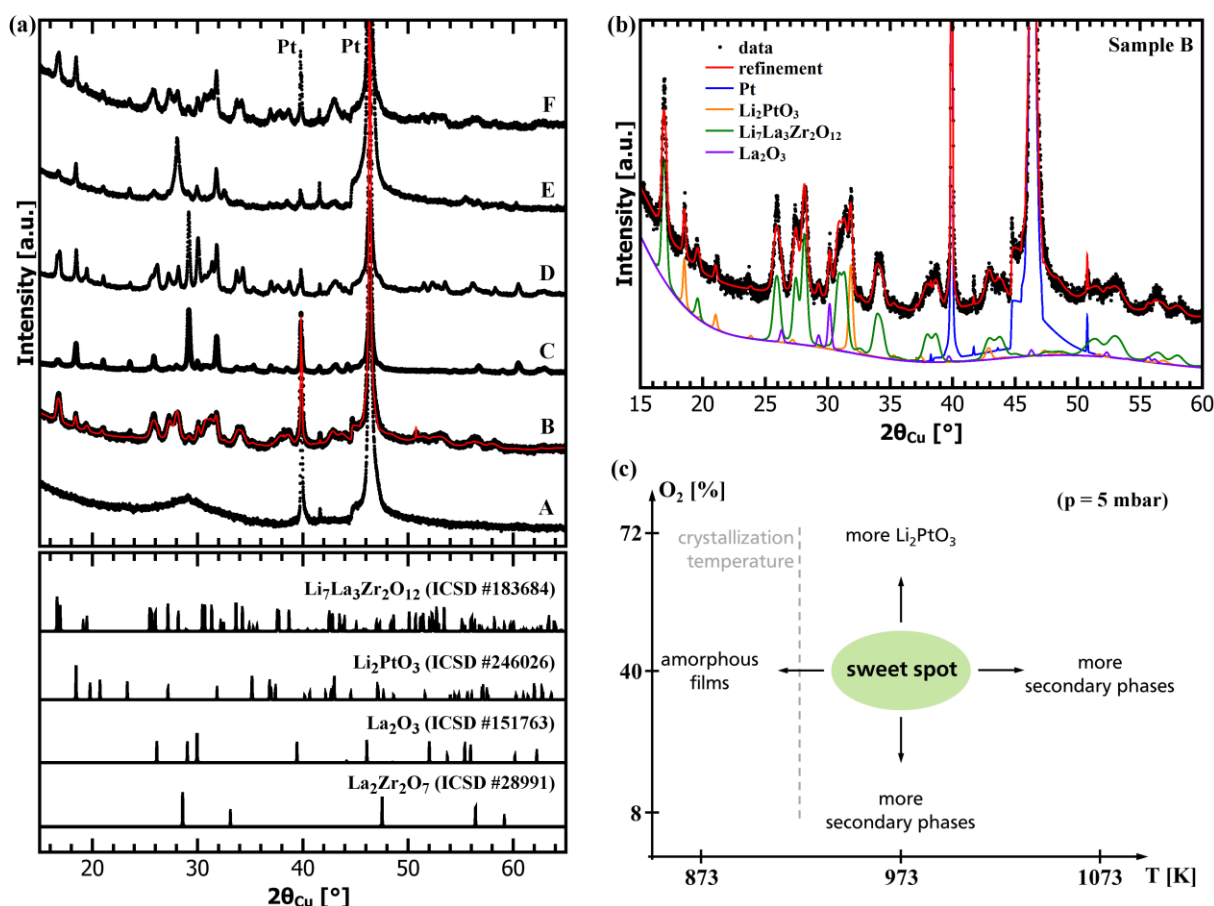 (a)
Pt
Pt
F
E
D
C
B
A
Intensity [a.u.]
Li₇La₃Zr₂O₁₂ (ICSD #183684)
Li₂PtO₃ (ICSD #246026)
La₂O₃ (ICSD #151763)
La₂Zr₂O₇ (ICSD #28991)
20 30 40 50 60
2θCu [°]
(b)
Sample B
data
refinement
Pt
Li₂PtO₃
Li₇La₃Zr₂O₁₂
La₂O₃
Intensity [a.u.]
15 20 25 30 35 40 45 50 55 60
2θCu [°]
(c)
O₂ [%]
(p = 5 mbar)
72
crystallization
temperature
more Li₂PtO₃
40
amorphous
films
sweet spot
more
secondary phases
8
more
secondary phases
873 973 1073 T [K]